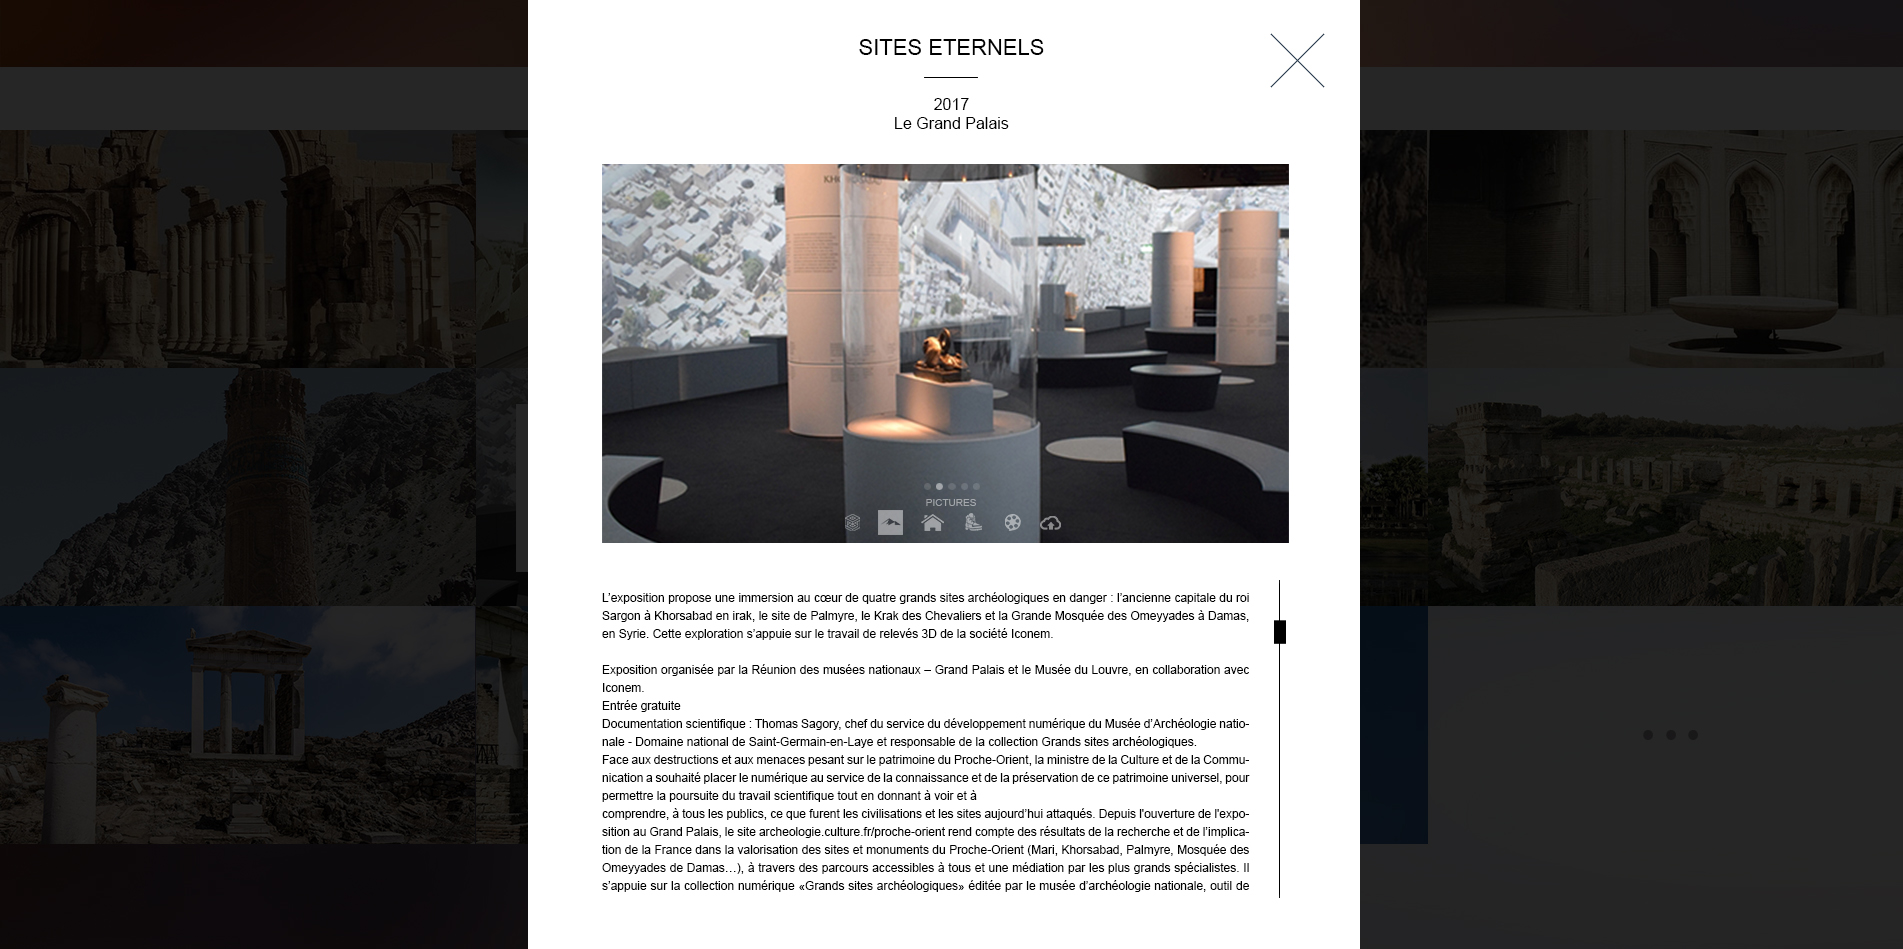 SITES ETERNELS
2017
Le Grand Palais
PICTURES
L’exposition propose une immersion au cœur de quatre grands sites archéologiques en danger : l’ancienne capitale du roi
Sargon à Khorsabad en irak, le site de Palmyre, le Krak des Chevaliers et la Grande Mosquée des Omeyyades à Damas,
en Syrie. Cette exploration s’appuie sur le travail de relevés 3D de la société Iconem.
Exposition organisée par la Réunion des musées nationaux – Grand Palais et le Musée du Louvre, en collaboration avec
Iconem.
Entrée gratuite
Documentation scientifique : Thomas Sagory, chef du service du développement numérique du Musée d’Archéologie natio-
nale - Domaine national de Saint-Germain-en-Laye et responsable de la collection Grands sites archéologiques.
Face aux destructions et aux menaces pesant sur le patrimoine du Proche-Orient, la ministre de la Culture et de la Commu-
nication a souhaité placer le numérique au service de la connaissance et de la préservation de ce patrimoine universel, pour
permettre la poursuite du travail scientifique tout en donnant à voir et à
comprendre, à tous les publics, ce que furent les civilisations et les sites aujourd’hui attaqués. Depuis l'ouverture de l'expo-
sition au Grand Palais, le site archeologie.culture.fr/proche-orient rend compte des résultats de la recherche et de l’implica-
tion de la France dans la valorisation des sites et monuments du Proche-Orient (Mari, Khorsabad, Palmyre, Mosquée des
Omeyyades de Damas…), à travers des parcours accessibles à tous et une médiation par les plus grands spécialistes. Il
s’appuie sur la collection numérique «Grands sites archéologiques» éditée par le musée d’archéologie nationale, outil de